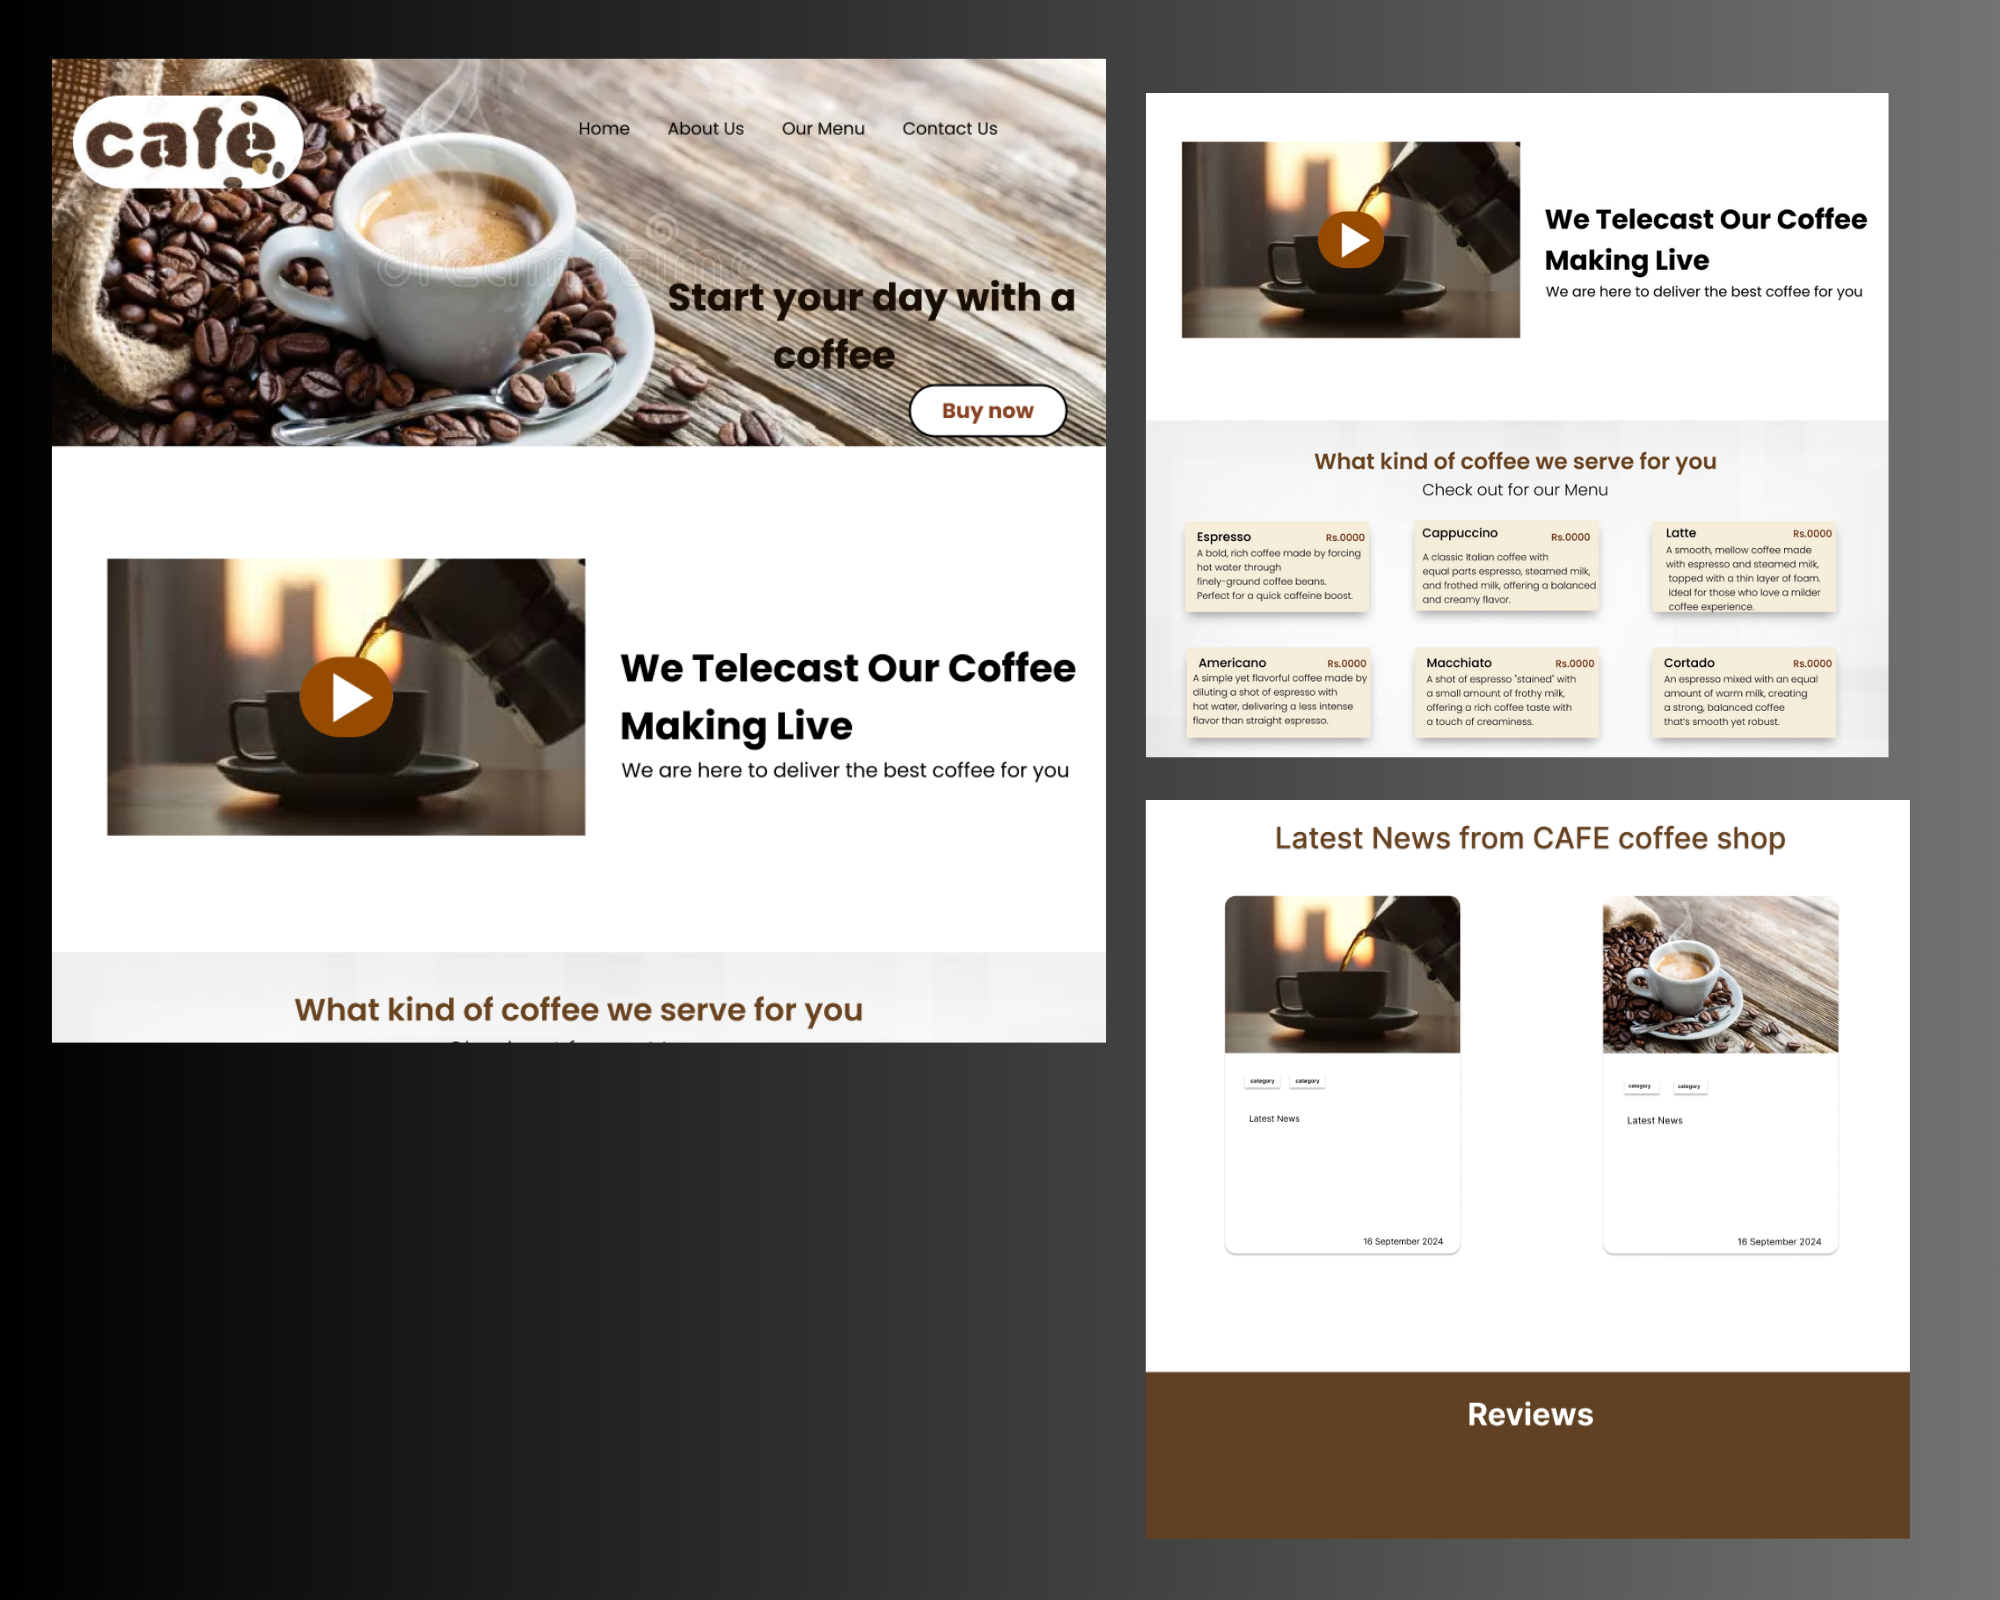 cafe
Home About Us Our Menu Contact Us
dreamstime
Start your day with a
coffee
Buy now
We Telecast Our Coffee
Making Live
We are here to deliver the best coffee for you
What kind of coffee we serve for you
We Telecast Our Coffee
Making Live
We are here to deliver the best coffee for you
What kind of coffee we serve for you
Check out for our Menu
Espresso Rs.0000
A bold, rich coffee made by forcing
hot water through
finely-ground coffee beans.
Perfect for a quick caffeine boost.
Cappuccino Rs.0000
A classic Italian coffee with
equal parts espresso, steamed milk,
and frothed milk, offering a balanced
and creamy flavor.
Latte Rs.0000
A smooth, mellow coffee made
with espresso and steamed milk,
topped with a thin layer of foam.
Ideal for those who love a milder
coffee experience.
Americano Rs.0000
A simple yet flavorful coffee made by
diluting a shot of espresso with
hot water, delivering a less intense
flavor than straight espresso.
Macchiato Rs.0000
A shot of espresso "stained" with
a small amount of frothy milk,
offering a rich coffee taste with
a touch of creaminess.
Cortado Rs.0000
An espresso mixed with an equal
amount of warm milk, creating
a strong, balanced coffee
that's smooth yet robust.
Latest News from CAFE coffee shop
category category
Latest News
16 September 2024
category category
Latest News
16 September 2024
Reviews